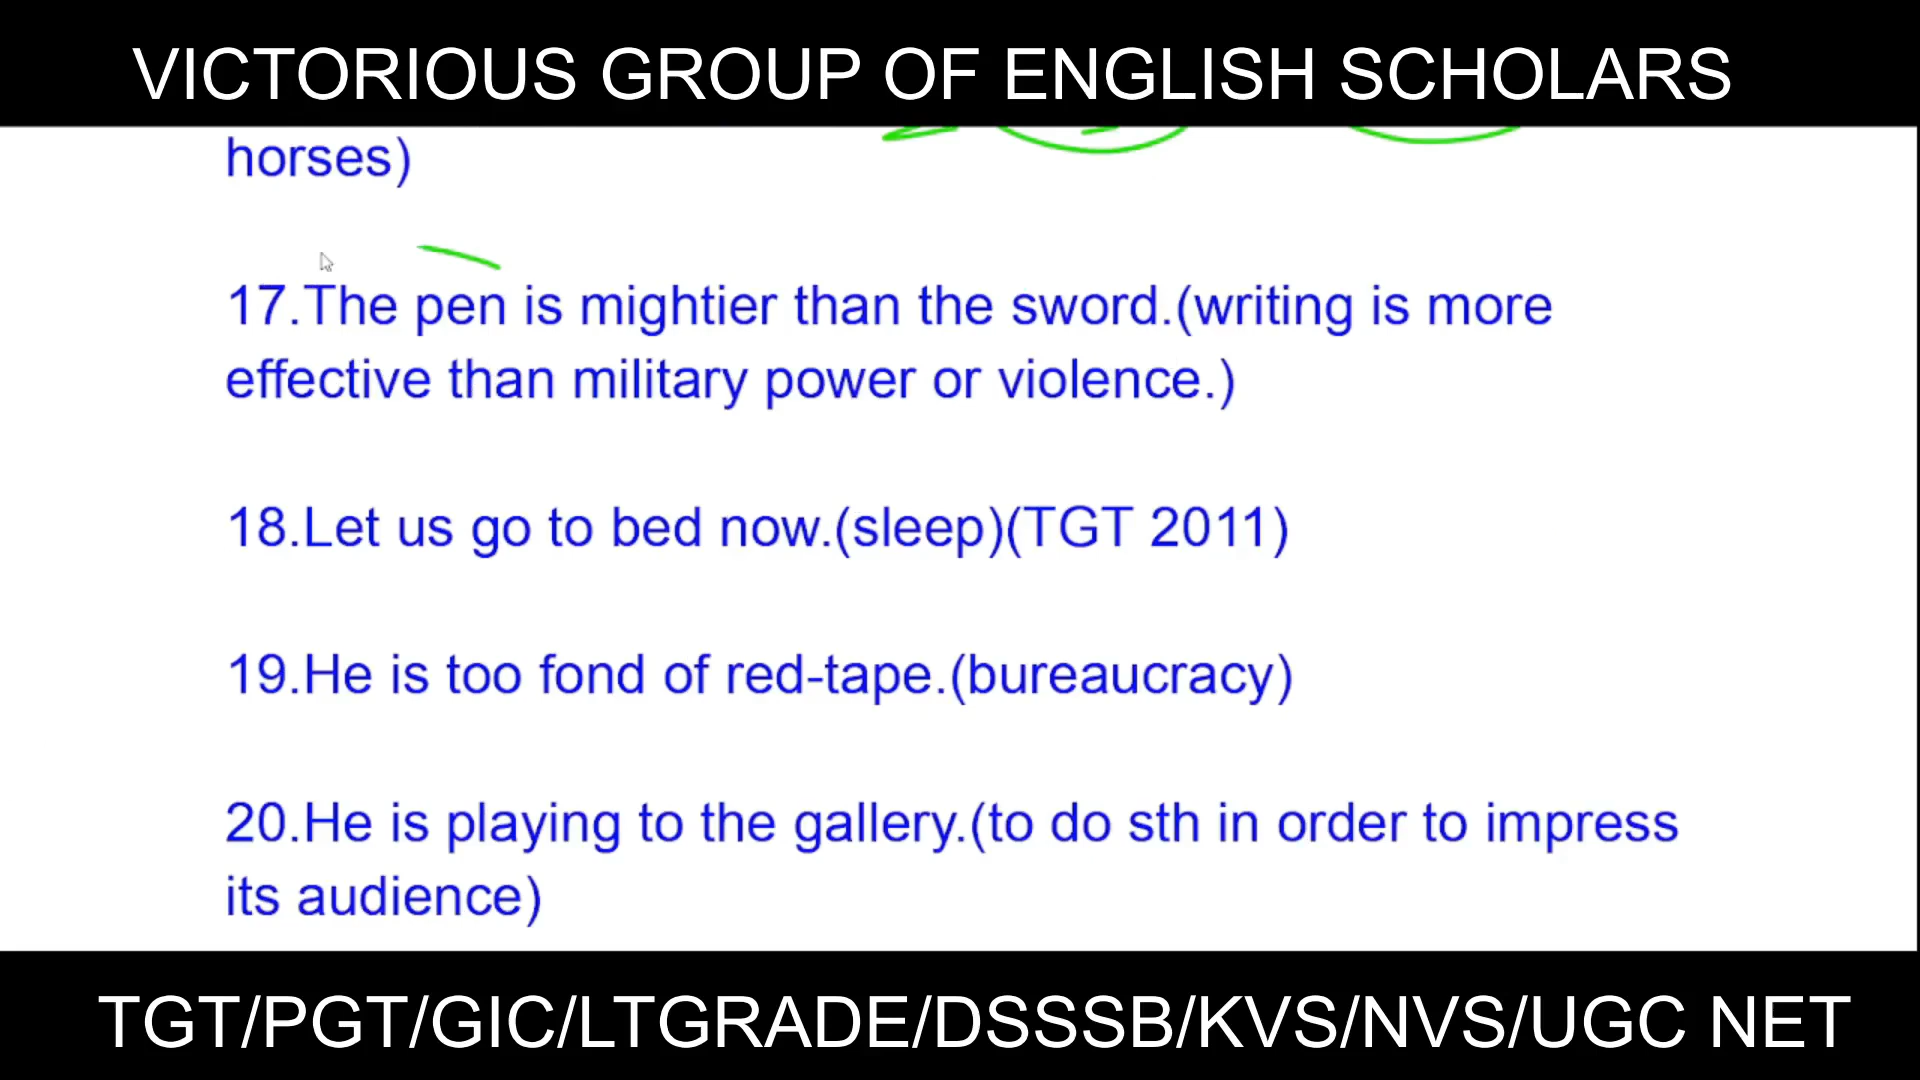 VICTORIOUS GROUP OF ENGLISH SCHOLARS
horses)
17.The pen is mightier than the sword.(writing is more
effective than military power or violence.)
18.Let us go to bed now.(sleep)(TGT 2011)
19.He is too fond of red-tape.(bureaucracy)
20.He is playing to the gallery.(to do sth in order to impress
its audience)
TGT/PGT/GIC/LTGRADE/DSSSB/KVS/NVS/UGC NET